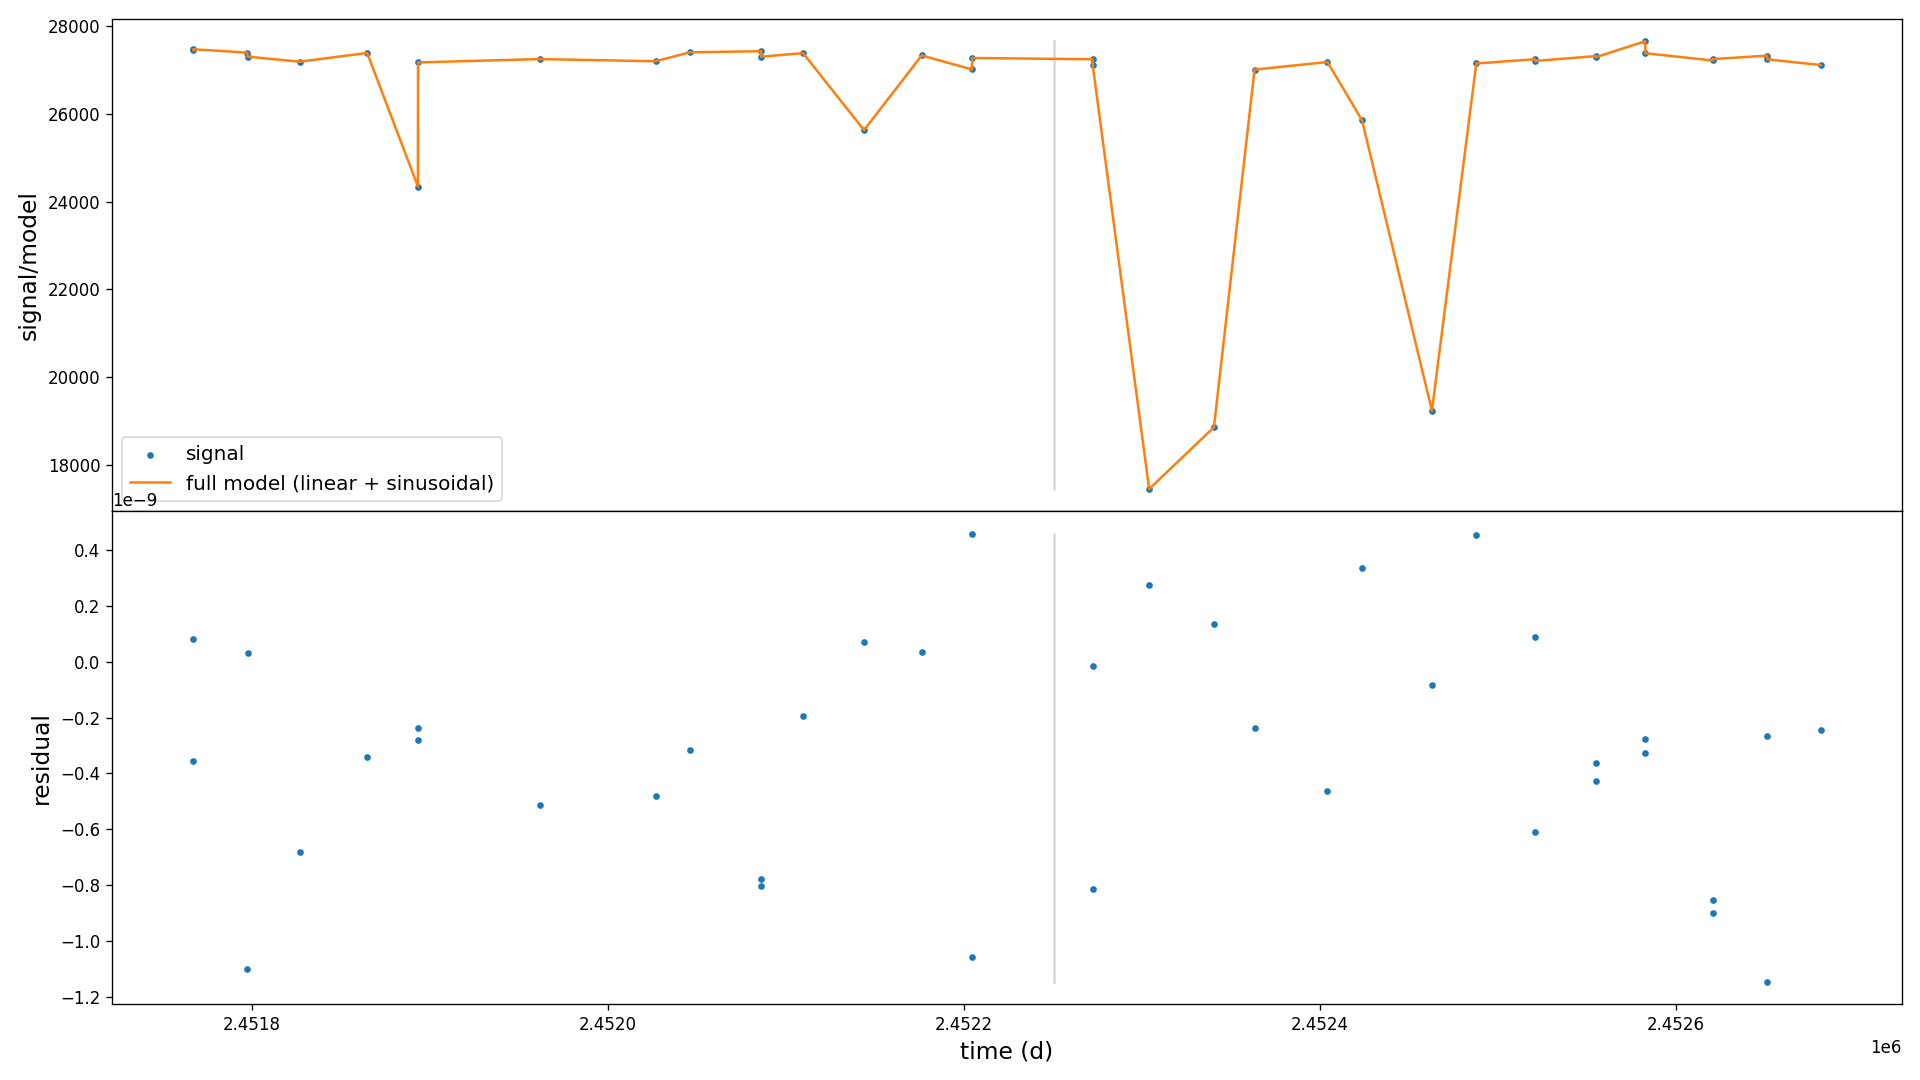 28000
26000
24000
22000
20000
18000
signal/model
signal
full model (linear + sinusoidal)
1e−9
0.4
0.2
0.0
−0.2
−0.4
−0.6
−0.8
−1.0
−1.2
residual
2.4518
2.4520
2.4522
2.4524
2.4526
time (d)
1e6